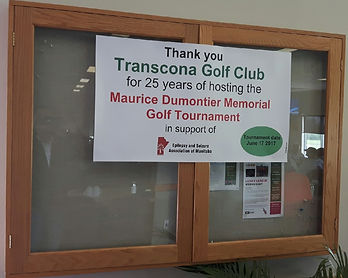 Thank you
Transcona Golf Club
for 25 years of hosting the
Maurice Dumontier Memorial
Golf Tournament
in support of
Epilepsy and Seizure
Association of Manitoba
Tournament date
June 17 2017